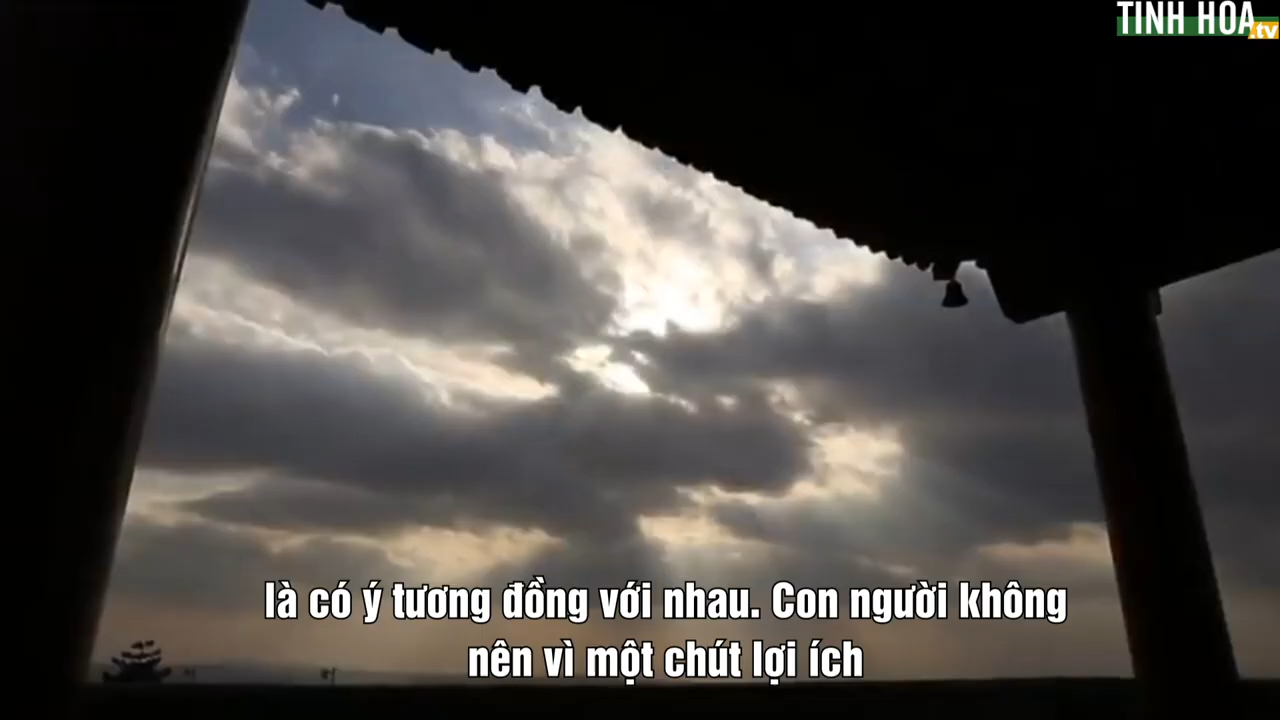 TINH HOA
.tv
là có ý tương đồng với nhau. Con người không
nên vì một chút lợi ích